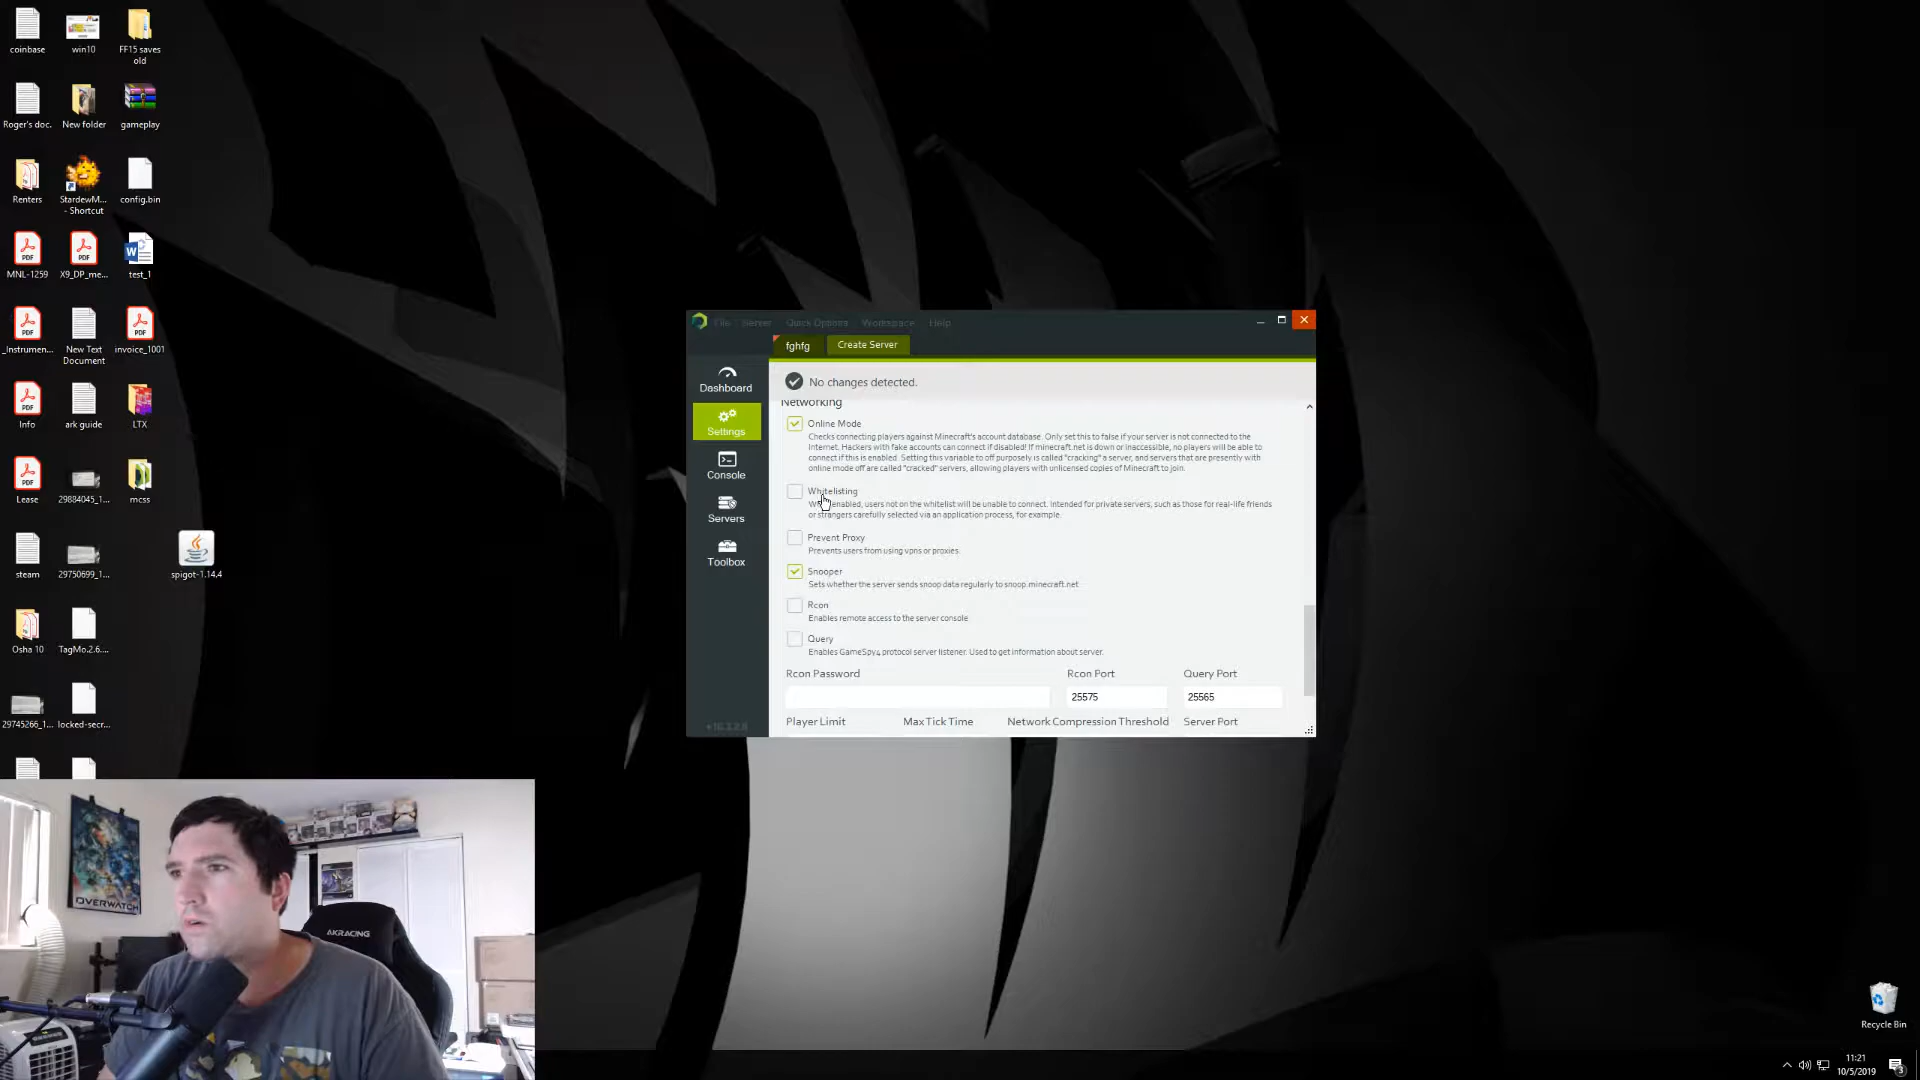 coinbase
win10
FF15 saves
old
Roger's doc.
New folder
gameplay
Renters
StardewM...
- Shortcut
config.bin
MNL-1259
X9_DP_me...
test_1
_Instrumen...
New Text
Document
invoice_1001
Info
ark guide
LTX
Lease
29884045_1...
mcss
steam
29750699_1...
spigot-1.14.4
Osha 10
TagMo.2.6...
29745266_1...
locked-secr...
File
Server
Quick Options
Workspace
Help
fghfg
Create Server
Dashboard
Settings
Console
Servers
Toolbox
No changes detected.
Networking
Online Mode
Checks connecting players against Minecraft's account database. Only set this to false if your server is not connected to the
Internet. Hackers with fake accounts can connect if disabled! If minecraft.net is down or inaccessible, no players will be able to
connect if this is enabled. Setting this variable to off purposely is called "cracking" a server, and servers that are presently with
online mode off are called "cracked" servers, allowing players with unlicensed copies of Minecraft to join.
Whitelisting
enabled, users not on the whitelist will be unable to connect. Intended for private servers, such as those for real-life friends
or strangers carefully selected via an application process, for example.
Prevent Proxy
Prevents users from using vpns or proxies.
Snooper
Sets whether the server sends snoop data regularly to snoop.minecraft.net
Rcon
Enables remote access to the server console
Query
Enables GameSpy4 protocol server listener. Used to get information about server.
Rcon Password
Rcon Port
Query Port
25575
25565
Player Limit
Max Tick Time
Network Compression Threshold
Server Port
OVERWATCH
AKRACING
Recycle Bin
11:21
10/5/2019
3